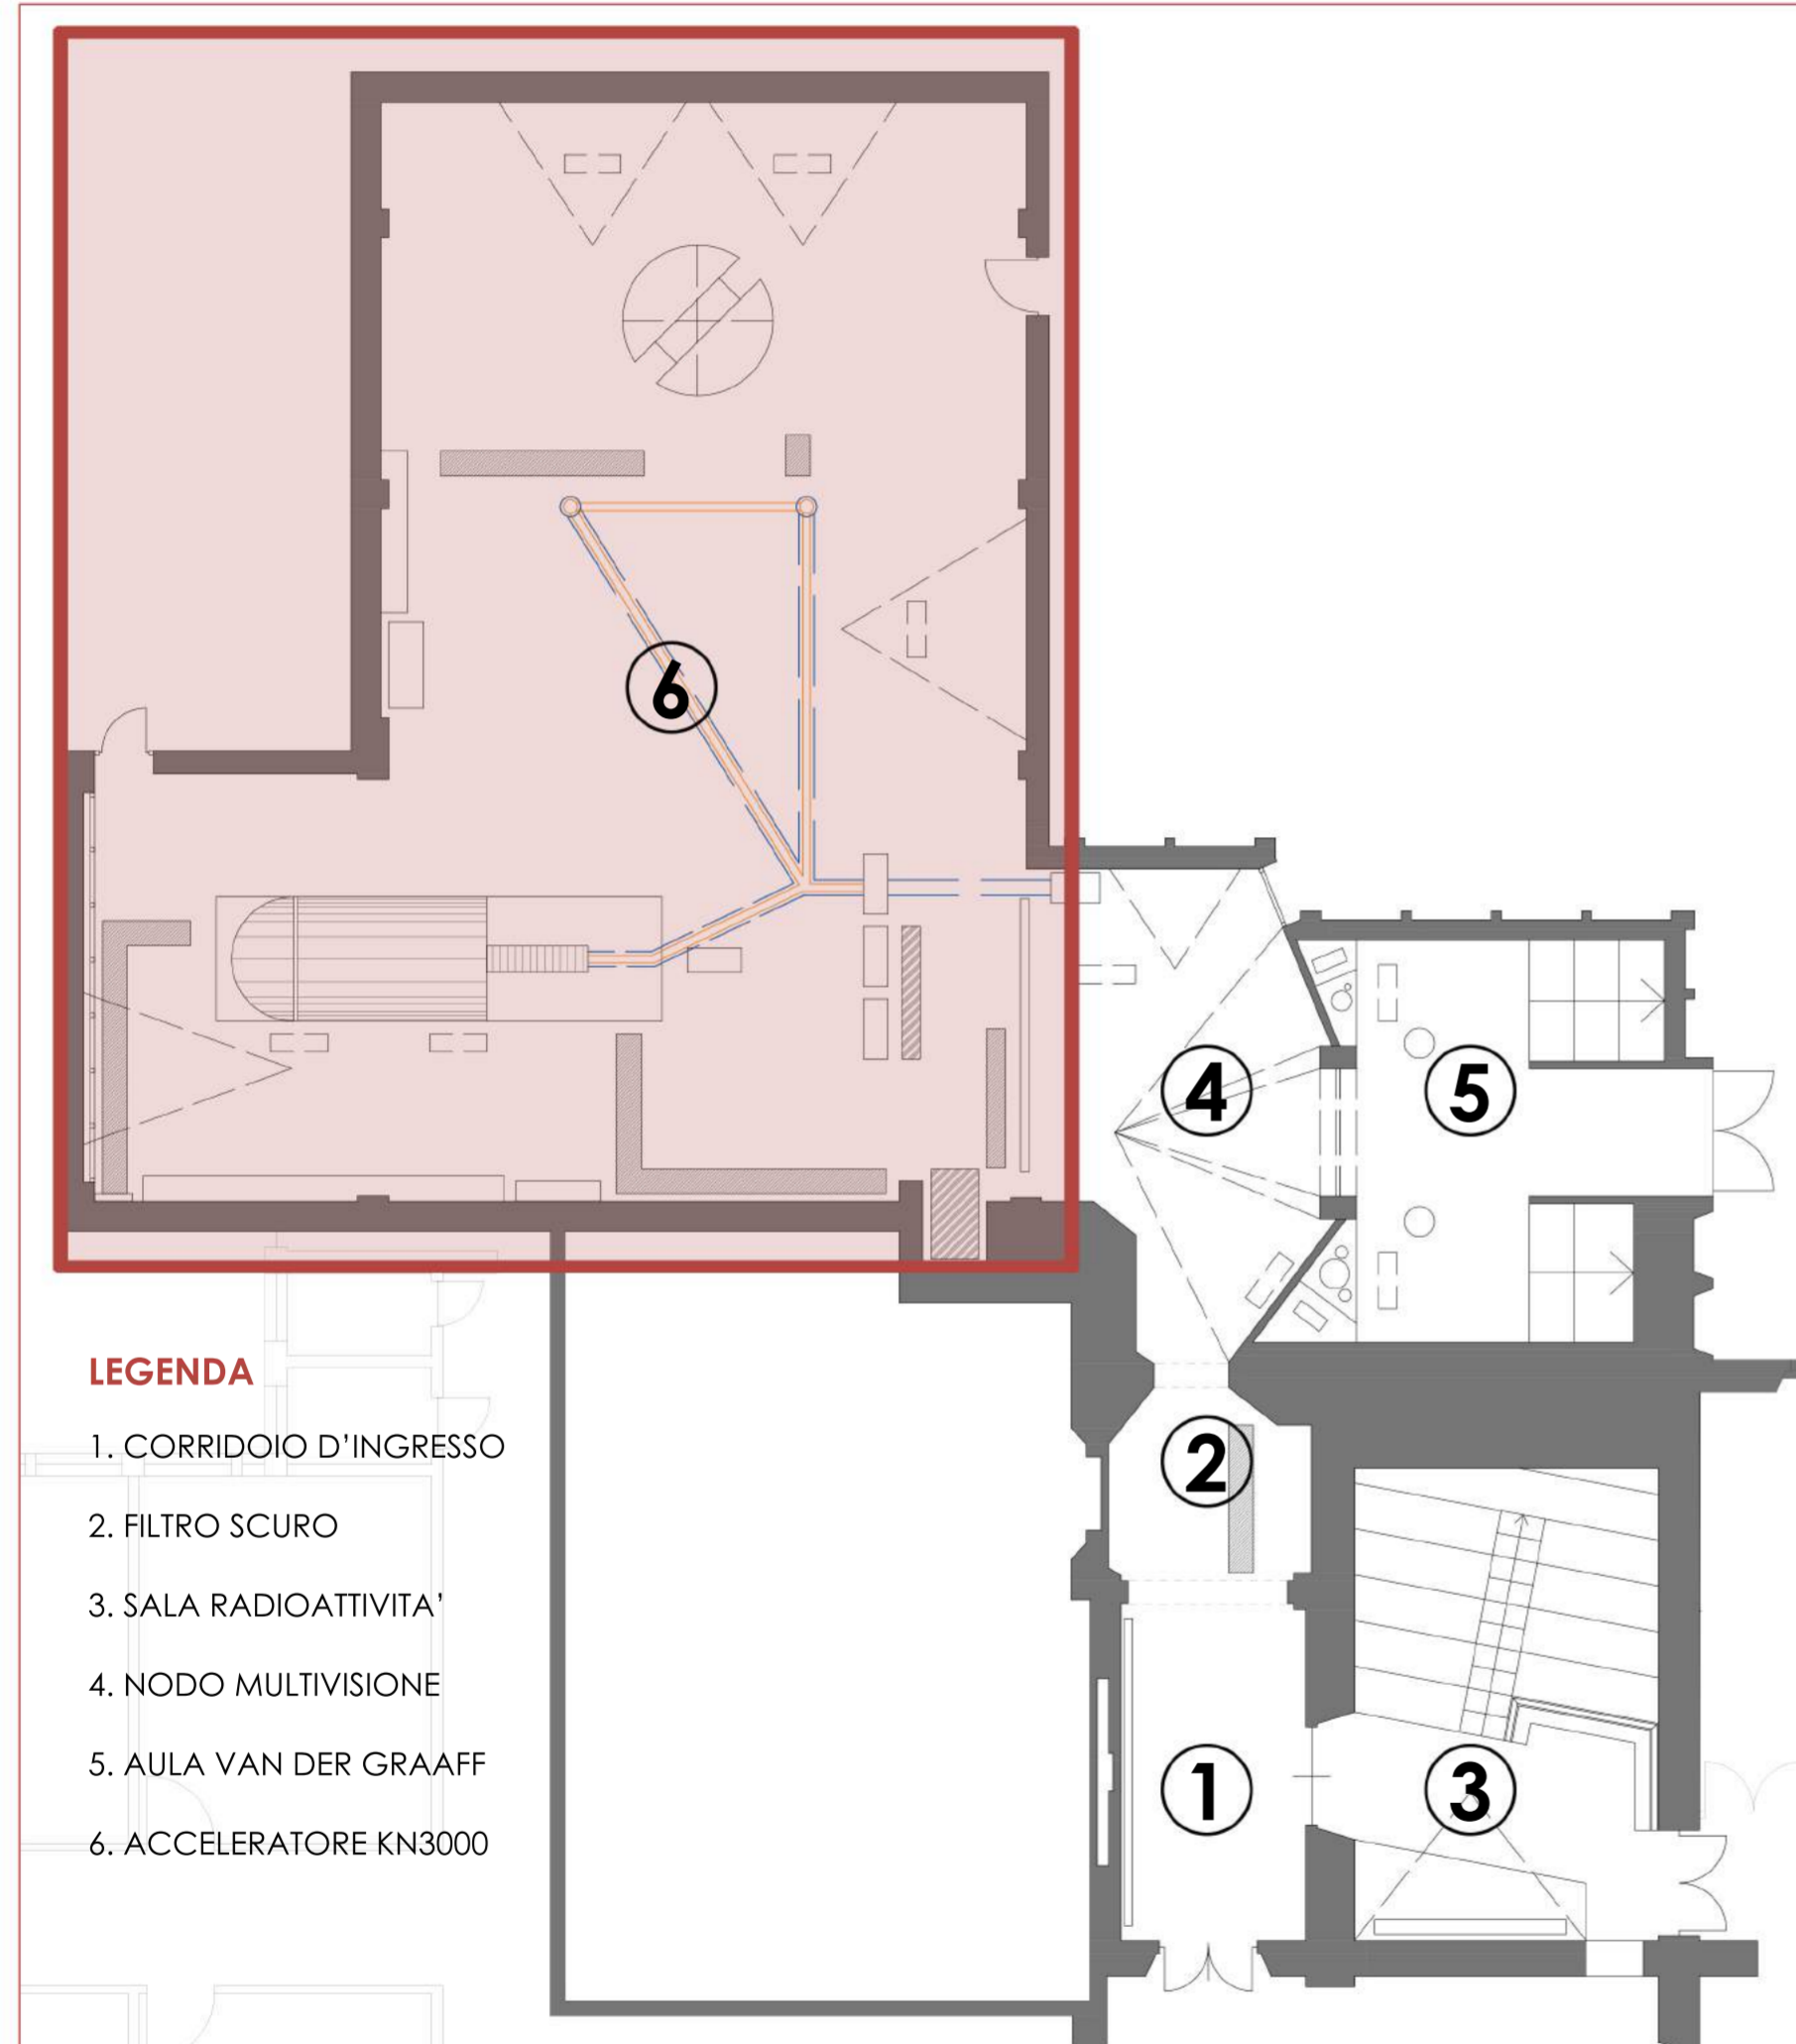 6
4
5
2
1
3
LEGENDA
1. CORRIDOIO D'INGRESSO
2. FILTRO SCURO
3. SALA RADIOATTIVITA'
4. NODO MULTIVISIONE
5. AULA VAN DER GRAAFF
6. ACCELERATORE KN3000